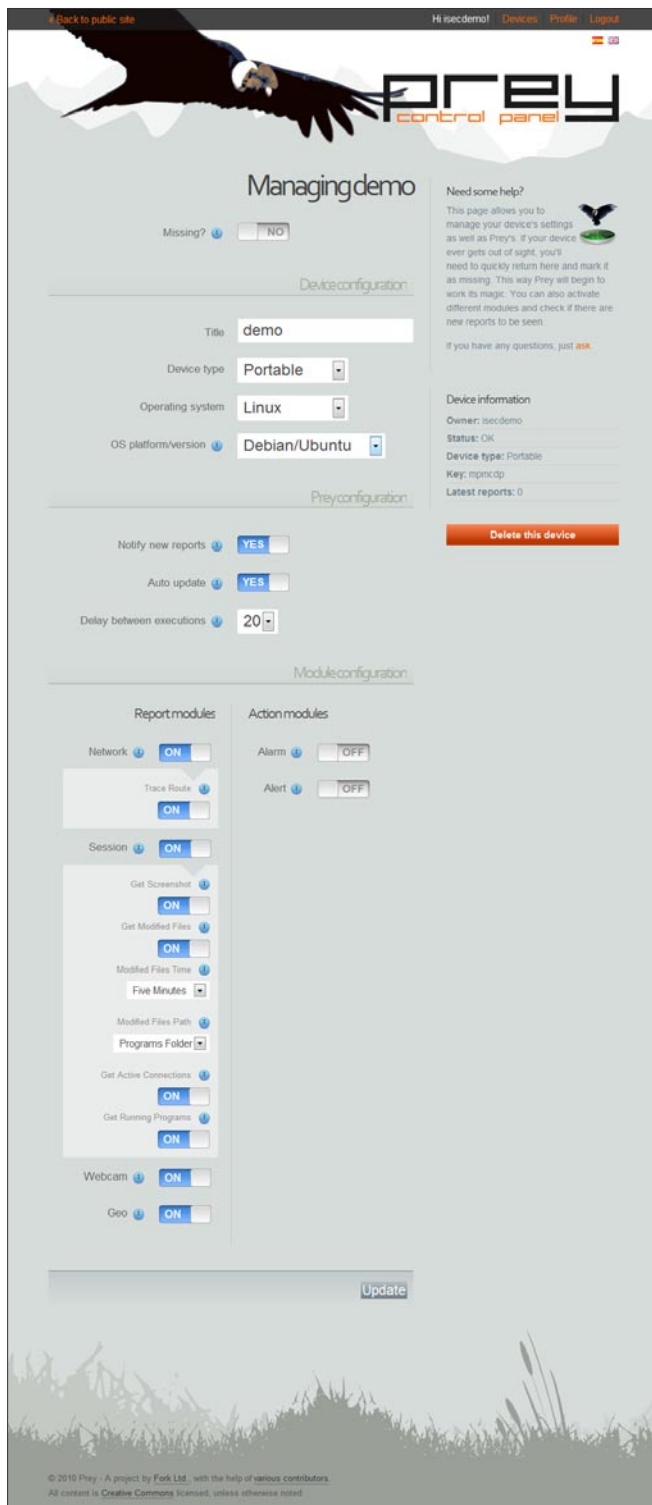 ‹ Back to public site
Hi isecdemo! Devices Profile Logout
prey
control panel
Managing demo
Missing? NO
Device configuration
Title demo
Device type Portable
Operating system Linux
OS platform/version Debian/Ubuntu
Prey configuration
Notify new reports YES
Auto update YES
Delay between executions 20
Module configuration
Report modules
Network ON
Trace Route
ON
Session ON
Get Screenshot
ON
Get Modified Files
ON
Modified Files Time
Five Minutes
Modified Files Path
Programs Folder
Get Active Connections
ON
Get Running Programs
ON
Webcam ON
Geo ON
Action modules
Alarm OFF
Alert OFF
Update
Need some help?
This page allows you to
manage your device's settings
as well as Prey's. If your device
ever gets out of sight, you'll
need to quickly return here and mark it
as missing. This way Prey will begin to
work its magic. You can also activate
different modules and check if there are
new reports to be seen.
If you have any questions, just ask.
Device information
Owner: isecdemo
Status: OK
Device type: Portable
Key: mpmcdp
Latest reports: 0
Delete this device
© 2010 Prey - A project by Fork Ltd., with the help of various contributors.
All content is Creative Commons licensed, unless otherwise noted.